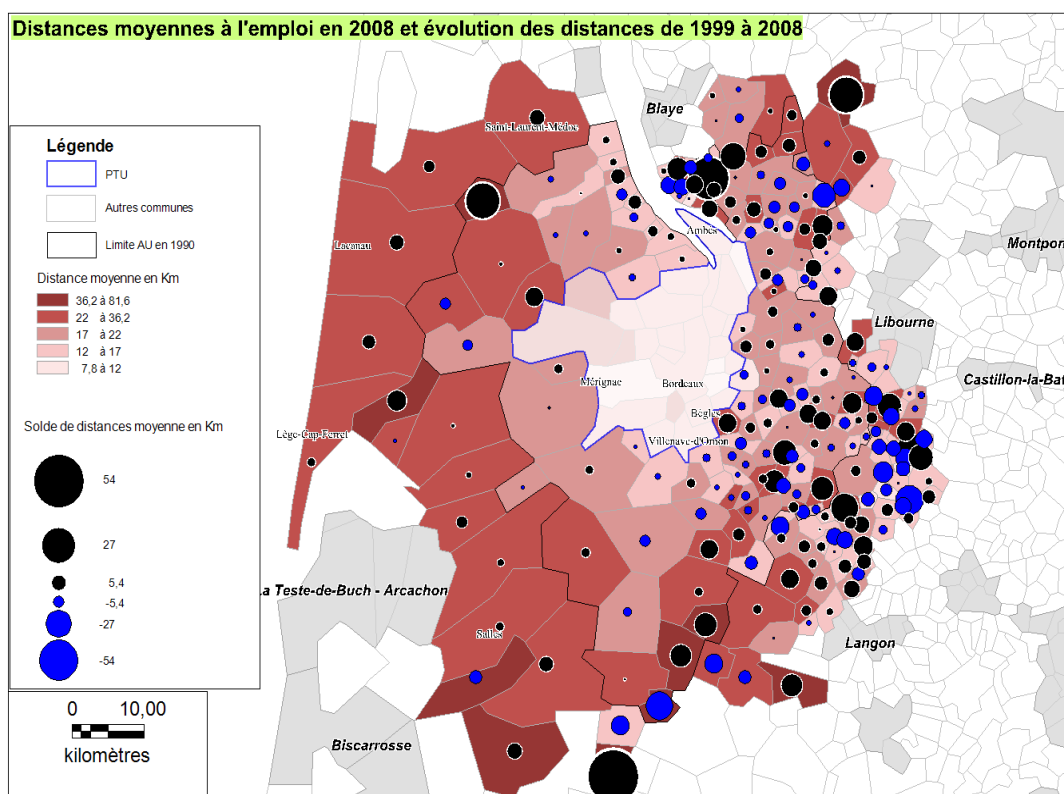 Distances moyennes à l'emploi en 2008 et évolution des distances de 1999 à 2008
Légende
PTU
Autres communes
Limite AU en 1990
Distance moyenne en Km
36,2 à 81,6
22 à 36,2
17 à 22
12 à 17
7,8 à 12
Solde de distances moyenne en Km
54
27
5,4
-5,4
-27
-54
0 10,00
kilomètres
Blaye
Saint-Laurent-Médoc
Ambès
Montpon
Lacanau
Libourne
Castillon-la-Bat
Mérignac
Bordeaux
Bègles
Lège-Cap-Ferret
Villenave-d'Ornon
La Teste-de-Buch - Arcachon
Salles
Langon
Biscarrosse